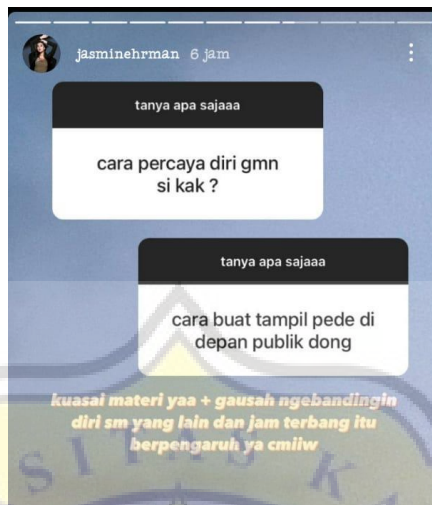 jasminehrman 6 jam
tanya apa sajaaa
cara percaya diri gmn
si kak ?
tanya apa sajaaa
cara buat tampil pede di
depan publik dong
kuasai materi yaa + gausah ngebandingin
diri sm yang lain dan jam terbang itu
berpengaruh ya cmiiw
SITAS KA